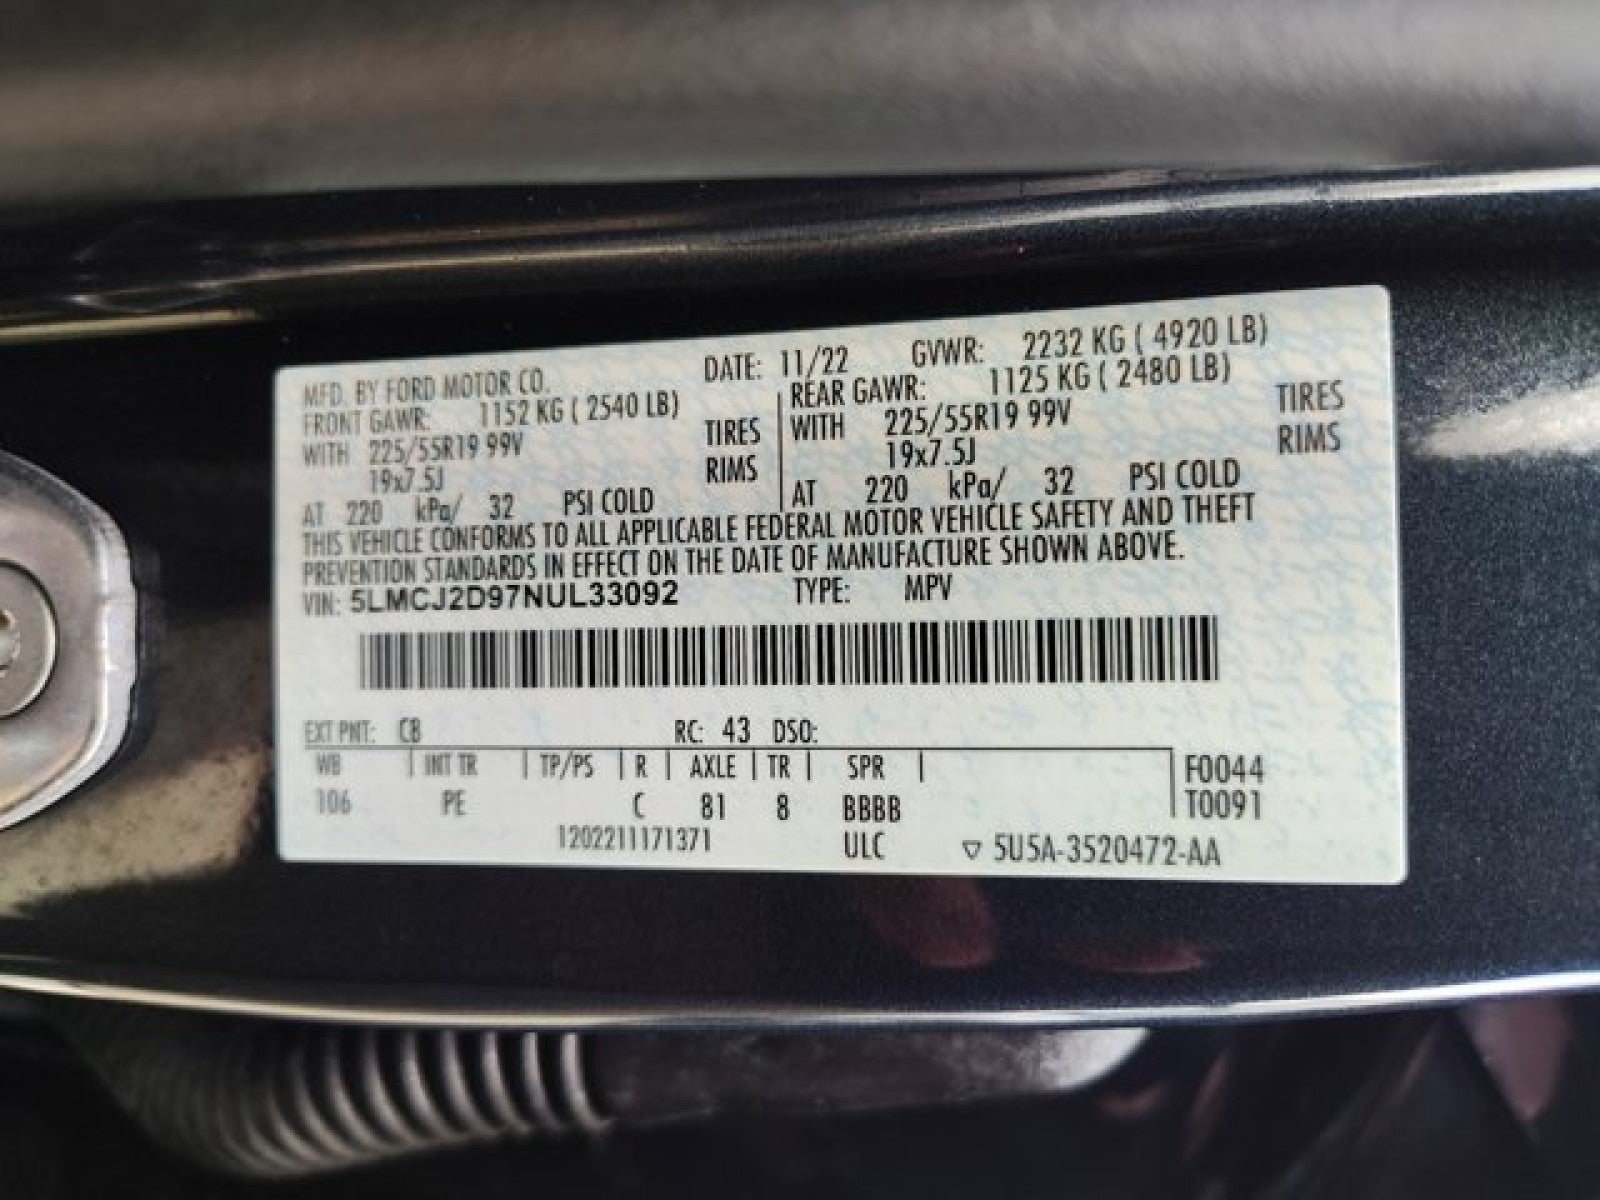 MFD. BY FORD MOTOR CO. DATE: 11/22 GVWR: 2232 KG ( 4920 LB)
FRONT GAWR: 1152 KG ( 2540 LB) REAR GAWR: 1125 KG ( 2480 LB)
WITH 225/55R19 99V TIRES WITH 225/55R19 99V TIRES
19x7.5J RIMS 19x7.5J RIMS
AT 220 kPa/ 32 PSI COLD AT 220 kPa/ 32 PSI COLD
THIS VEHICLE CONFORMS TO ALL APPLICABLE FEDERAL MOTOR VEHICLE SAFETY AND THEFT
PREVENTION STANDARDS IN EFFECT ON THE DATE OF MANUFACTURE SHOWN ABOVE.
VIN: 5LMCJ2D97NUL33092 TYPE: MPV
EXT PNT: CB RC: 43 DSO:
WB INT TR TP/PS R AXLE TR SPR F0044
106 PE C 81 8 BBBB T0091
1202211171371 ULC ▽ 5U5A-3520472-AA